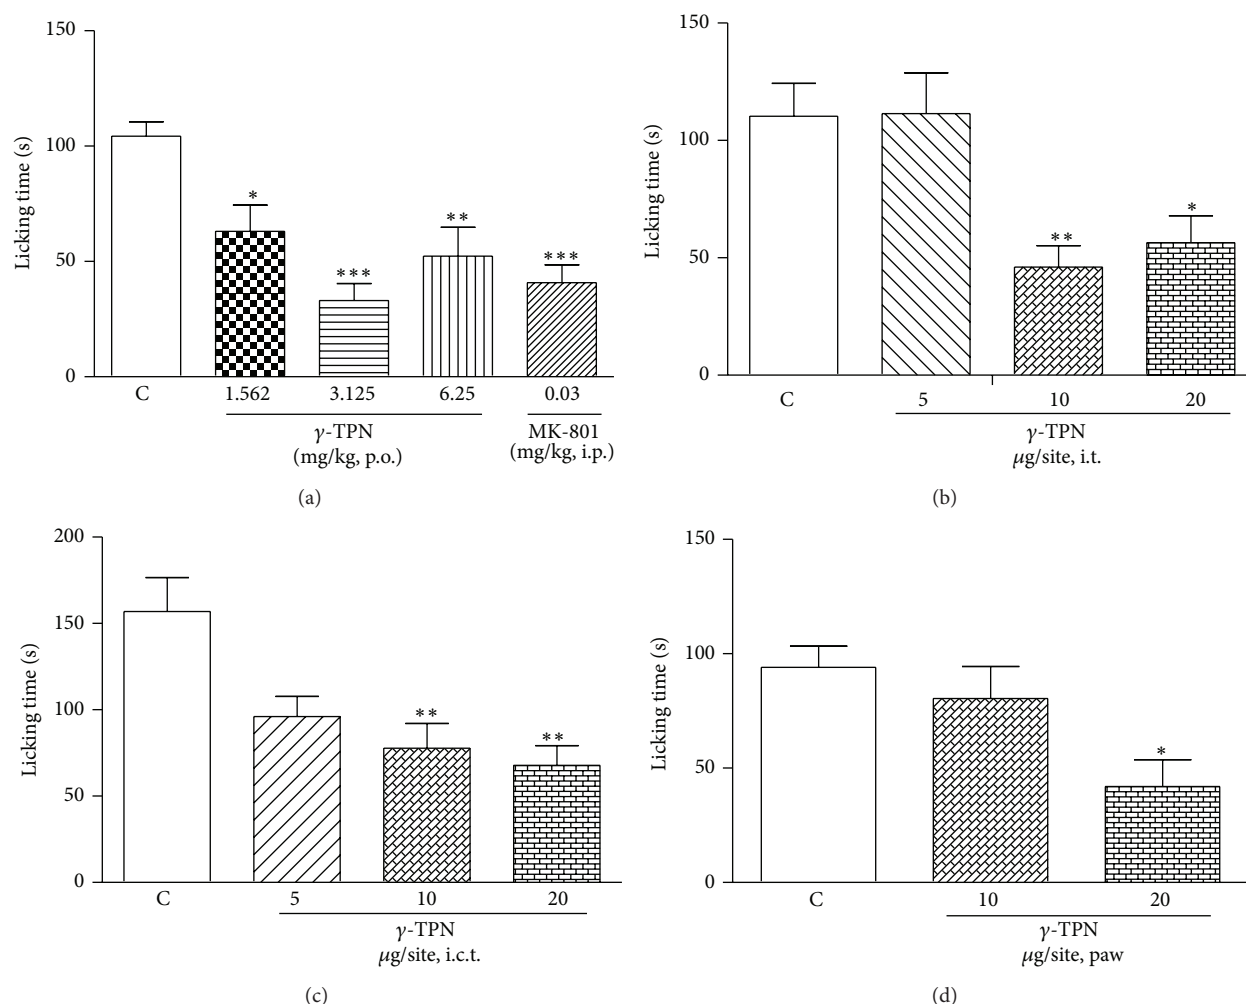 150
100
50
0
Licking time (s)
*
***
**
***
C
1.562
3.125
6.25
0.03
γ-TPN
(mg/kg, p.o.)
MK-801
(mg/kg, i.p.)
(a)
150
100
50
0
Licking time (s)
**
*
C
5
10
20
γ-TPN
μg/site, i.t.
(b)
200
150
100
50
0
Licking time (s)
**
**
C
5
10
20
γ-TPN
μg/site, i.c.t.
(c)
150
100
50
0
Licking time (s)
*
C
10
20
γ-TPN
μg/site, paw
(d)